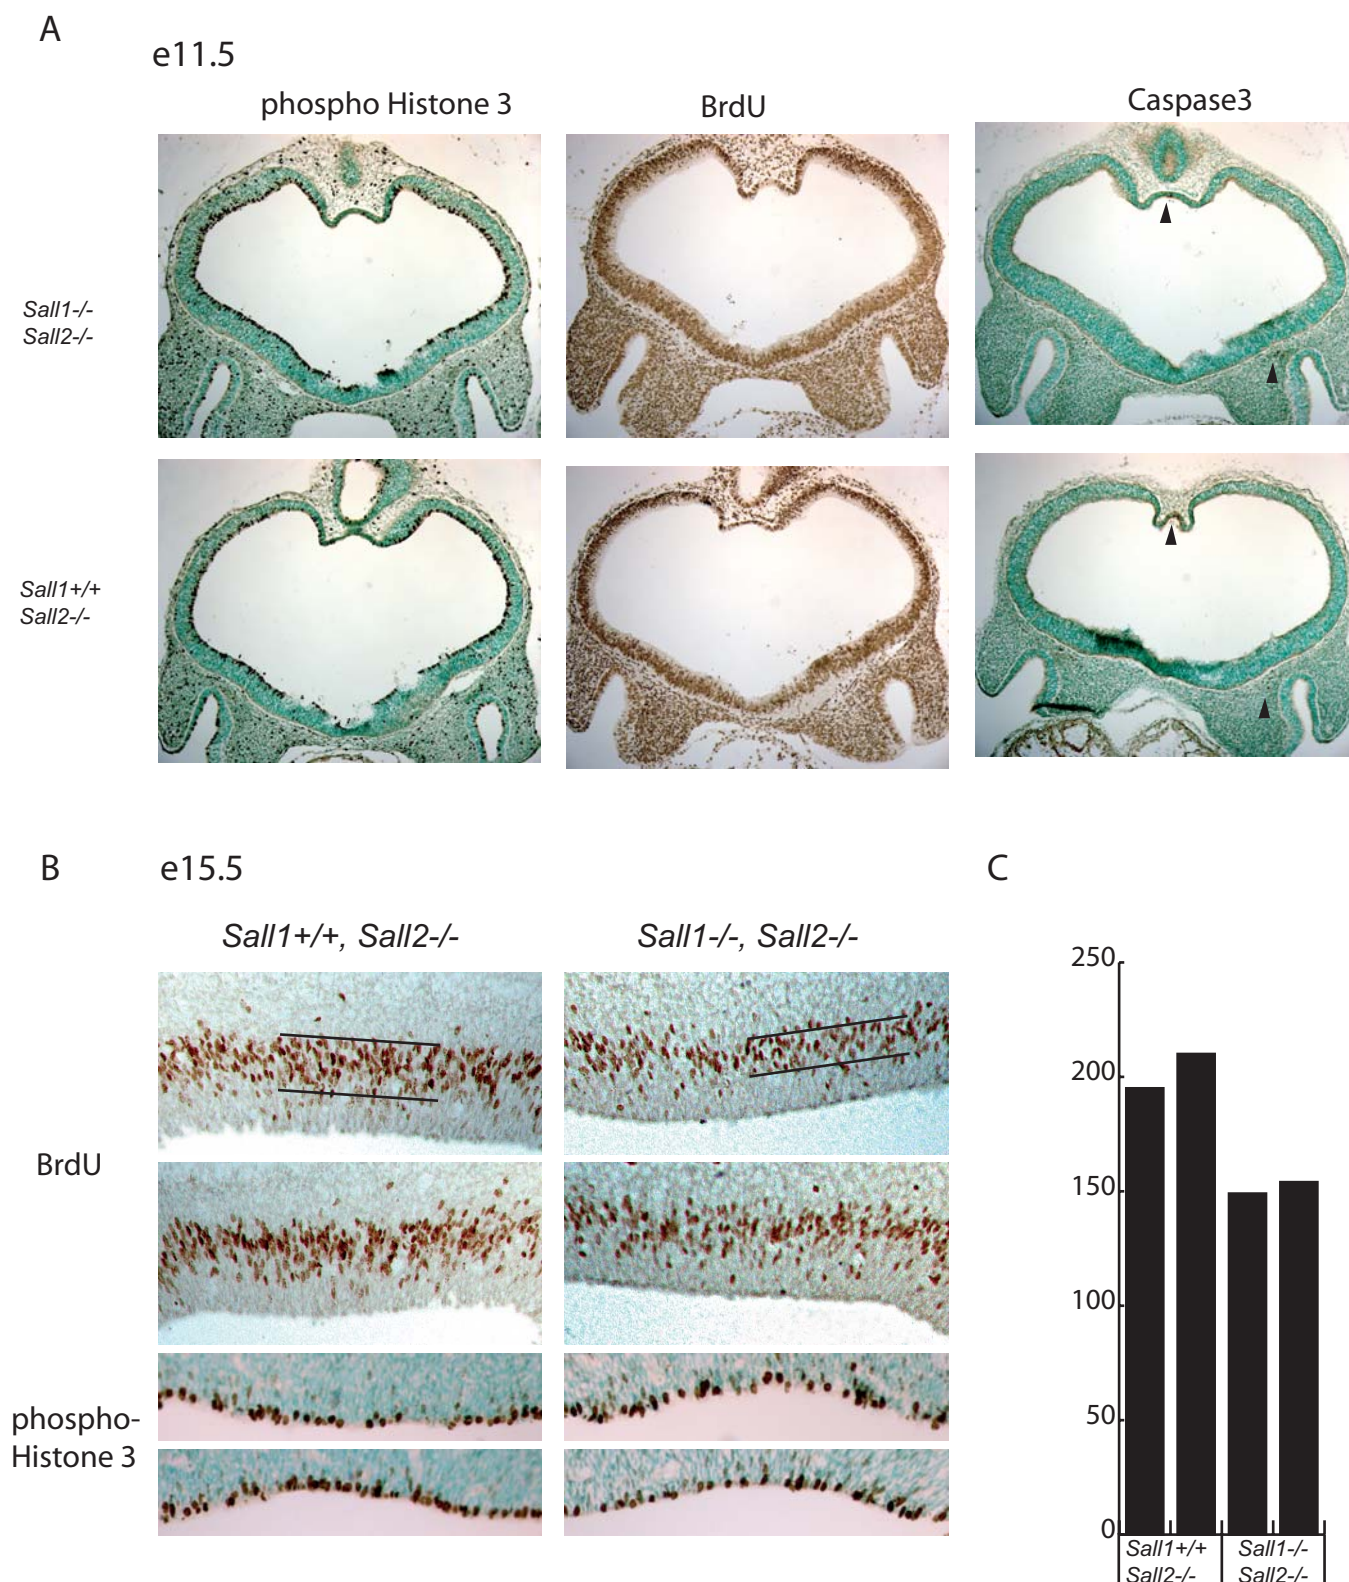 A
e11.5
phospho Histone 3
BrdU
Caspase3
Sall1-/-
Sall2-/-
Sall1+/+
Sall2-/-
B
e15.5
C
Sall1+/+, Sall2-/-
Sall1-/-, Sall2-/-
BrdU
phospho-
Histone 3
250
200
150
100
50
0
Sall1+/+
Sall2-/-
Sall1-/-
Sall2-/-